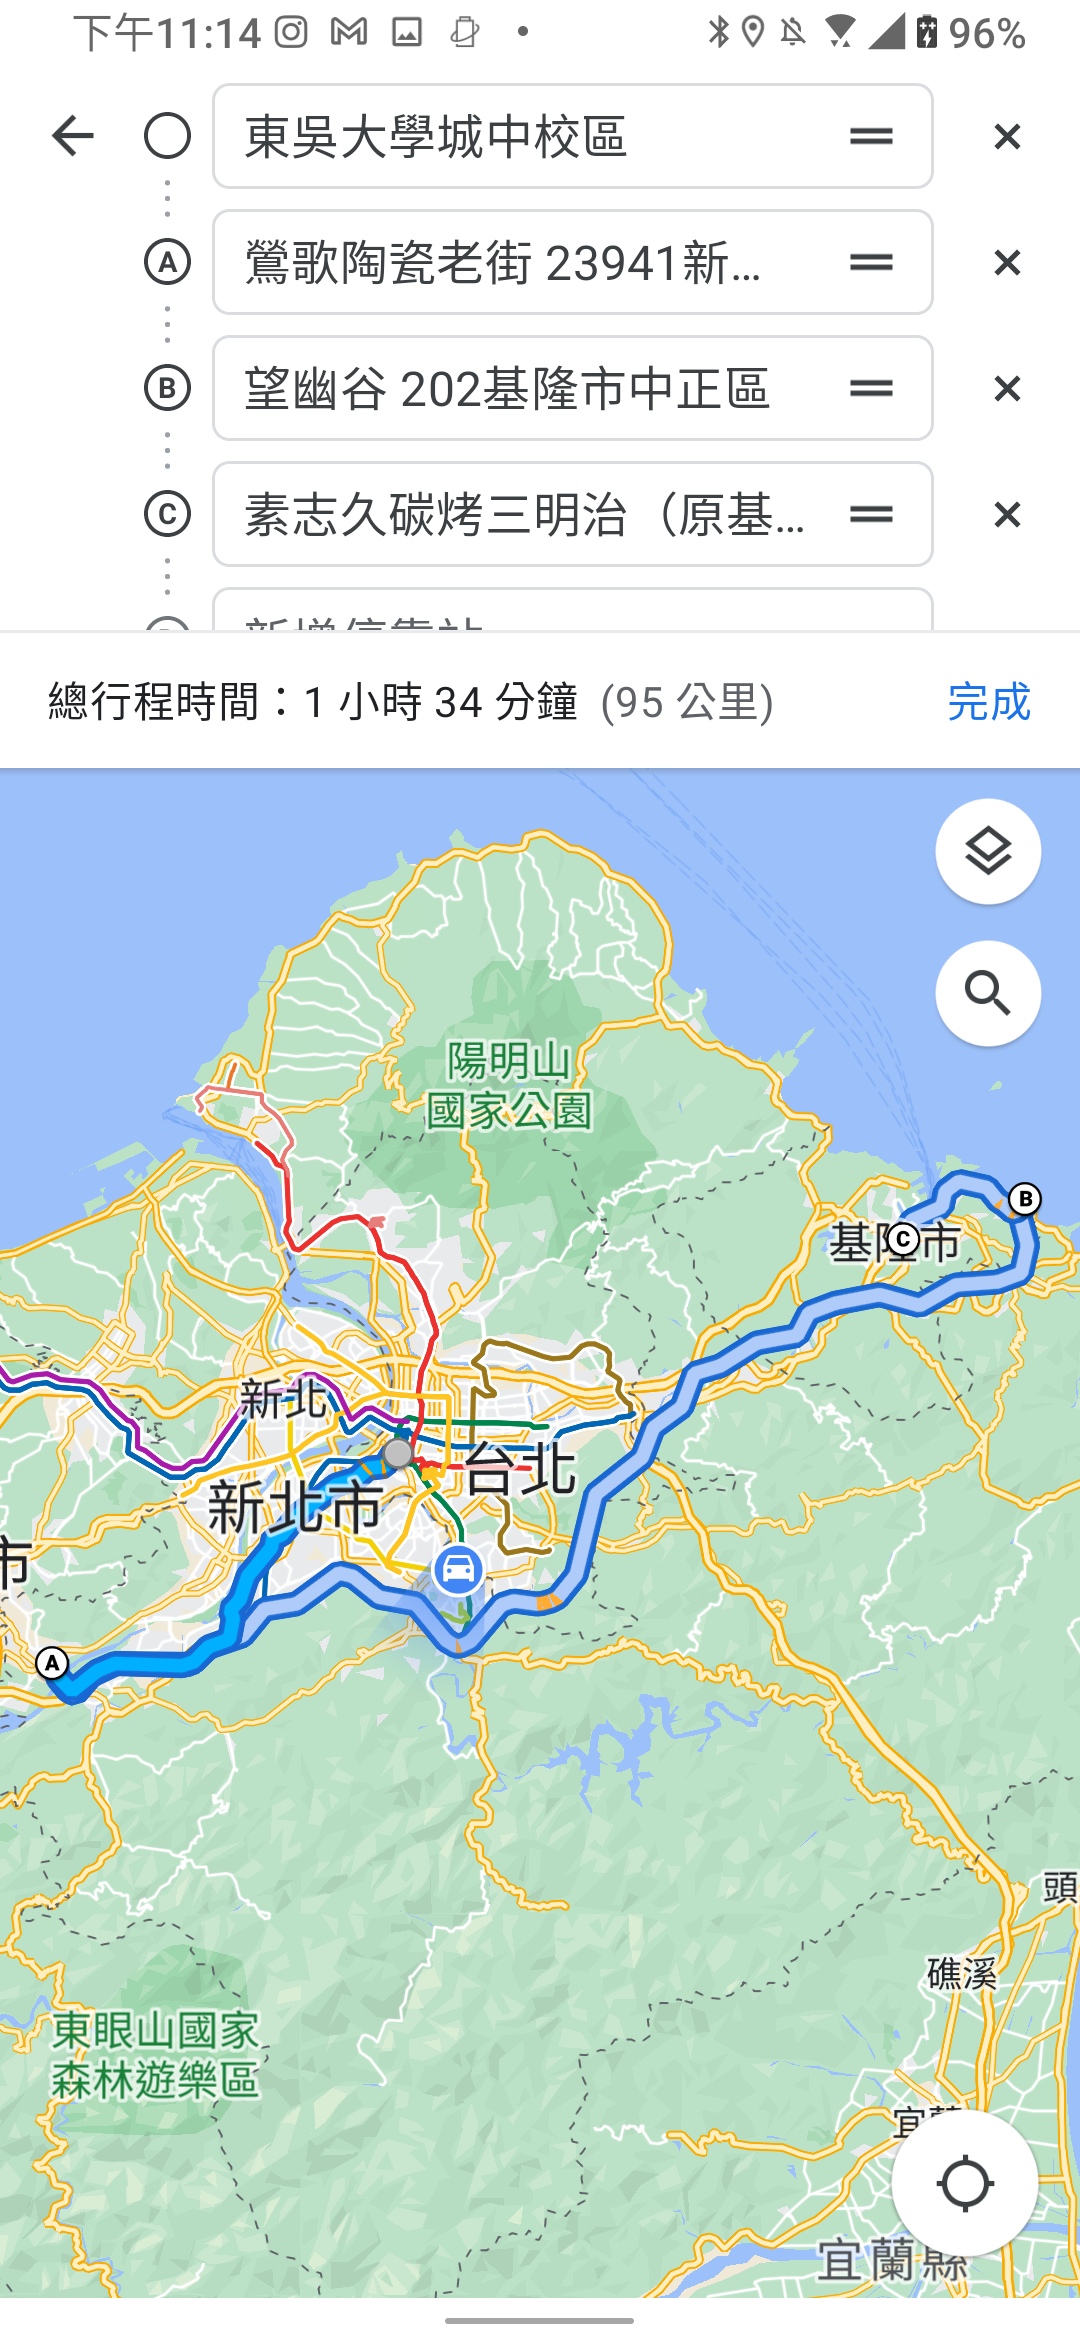 下午11:14
96%
東吳大學城中校區
A
鶯歌陶瓷老街 23941新…
B
望幽谷 202基隆市中正區
C
素志久碳烤三明治（原基…
新增停靠站
總行程時間：1 小時 34 分鐘 (95 公里)
完成
陽明山
國家公園
B
基隆市
C
新北
台北
新北市
市
A
頭
礁溪
東眼山國家
森林遊樂區
宜蘭縣